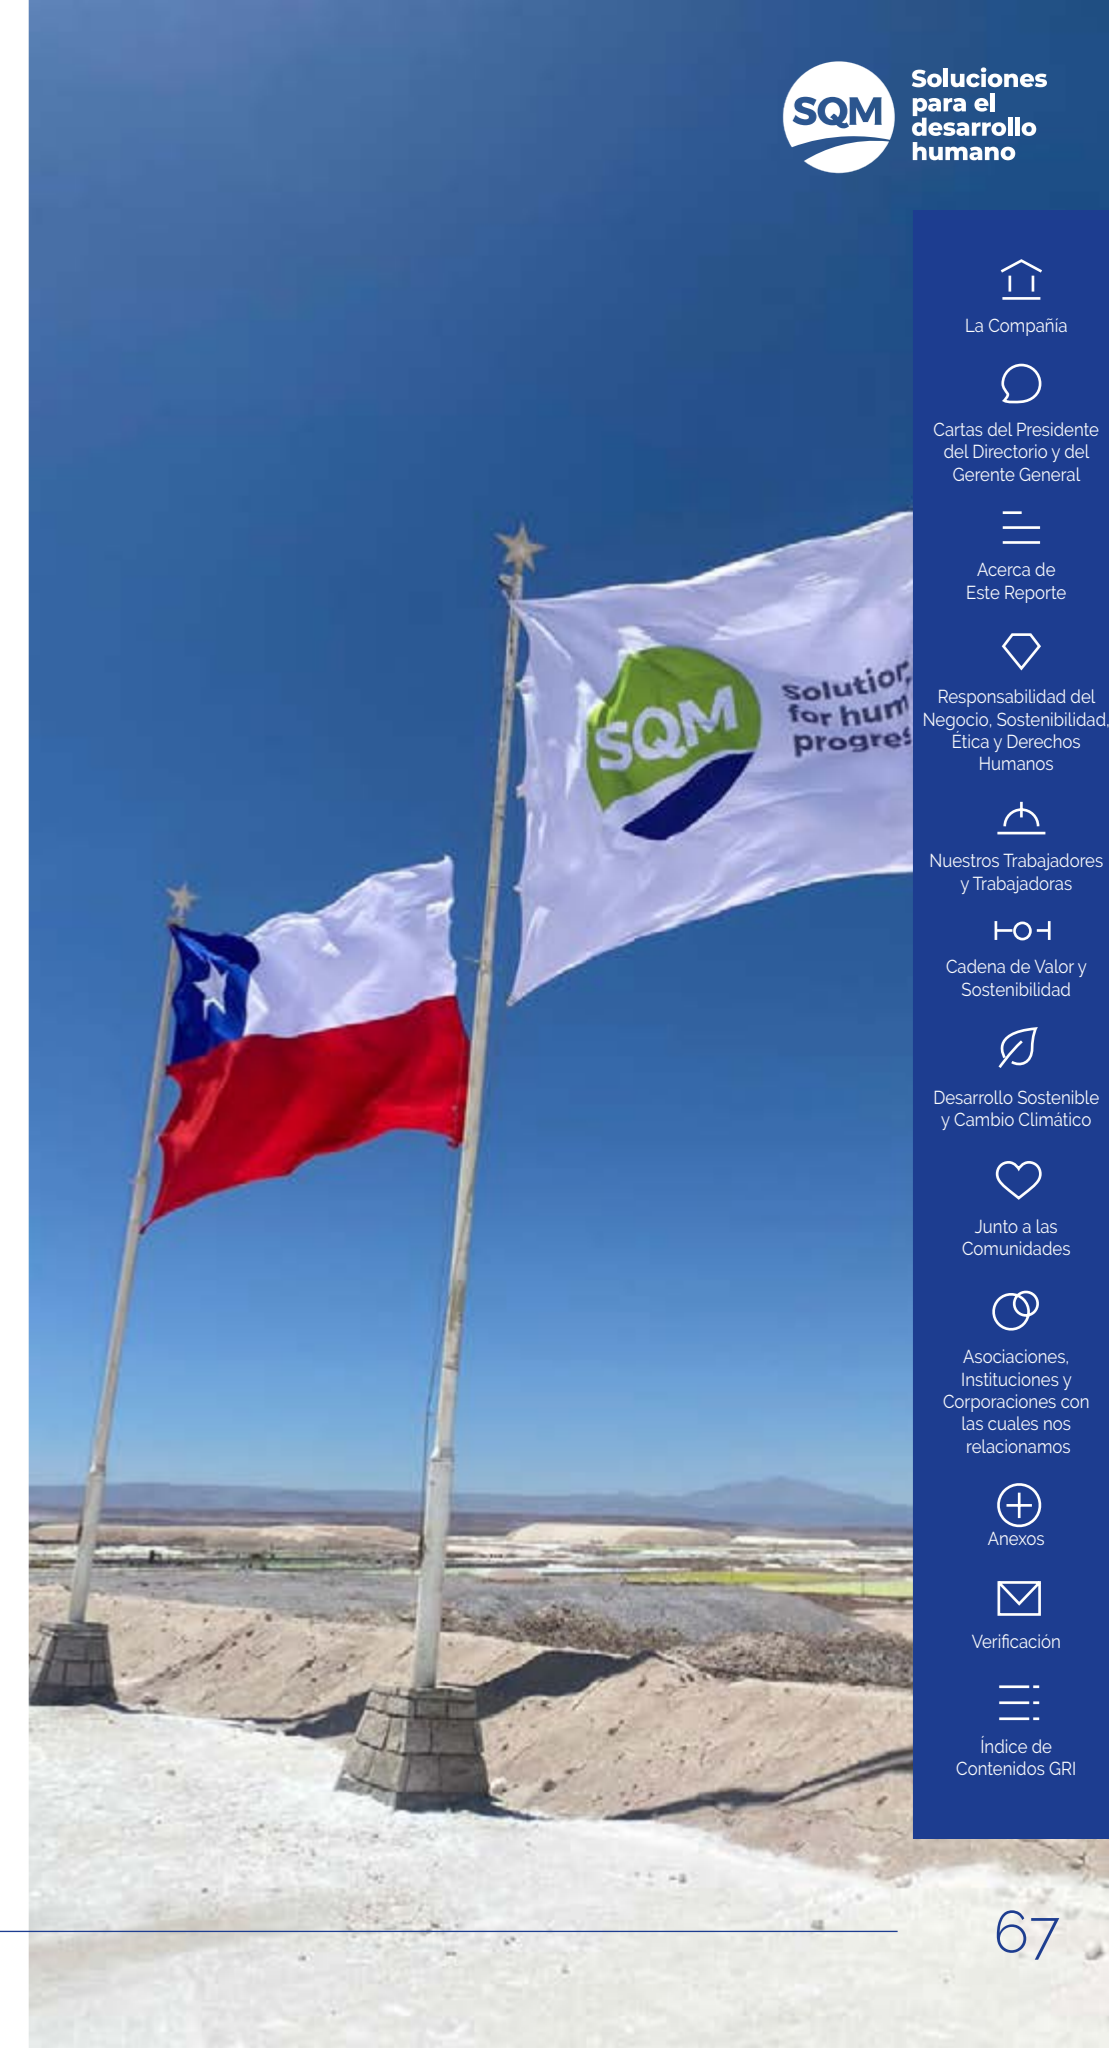 SQM
Soluciones
para el
desarrollo
humano
La Compañía
Cartas del Presidente
del Directorio y del
Gerente General
Acerca de
Este Reporte
Responsabilidad del
Negocio, Sostenibilidad,
Ética y Derechos
Humanos
Nuestros Trabajadores
y Trabajadoras
Cadena de Valor y
Sostenibilidad
Desarrollo Sostenible
y Cambio Climático
Junto a las
Comunidades
Asociaciones,
Instituciones y
Corporaciones con
las cuales nos
relacionamos
Anexos
Verificación
Índice de
Contenidos GRI
SQM
for
67